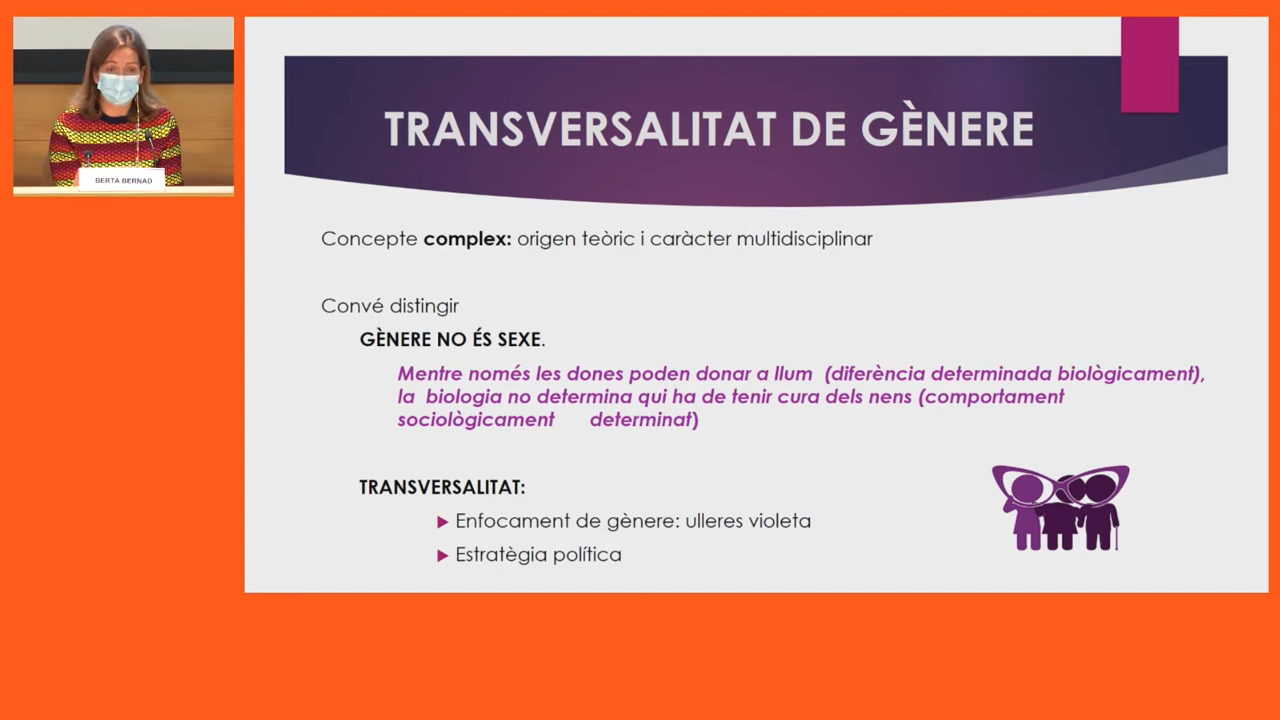 BERTA BERNAD
TRANSVERSALITAT DE GÈNERE
Concepte complex: origen teòric i caràcter multidisciplinar
Convé distingir
GÈNERE NO ÉS SEXE.
Mentre només les dones poden donar a llum (diferència determinada biològicament),
la biologia no determina qui ha de tenir cura dels nens (comportament
sociològicament determinat)
TRANSVERSALITAT:
Enfocament de gènere: ulleres violeta
Estratègia política